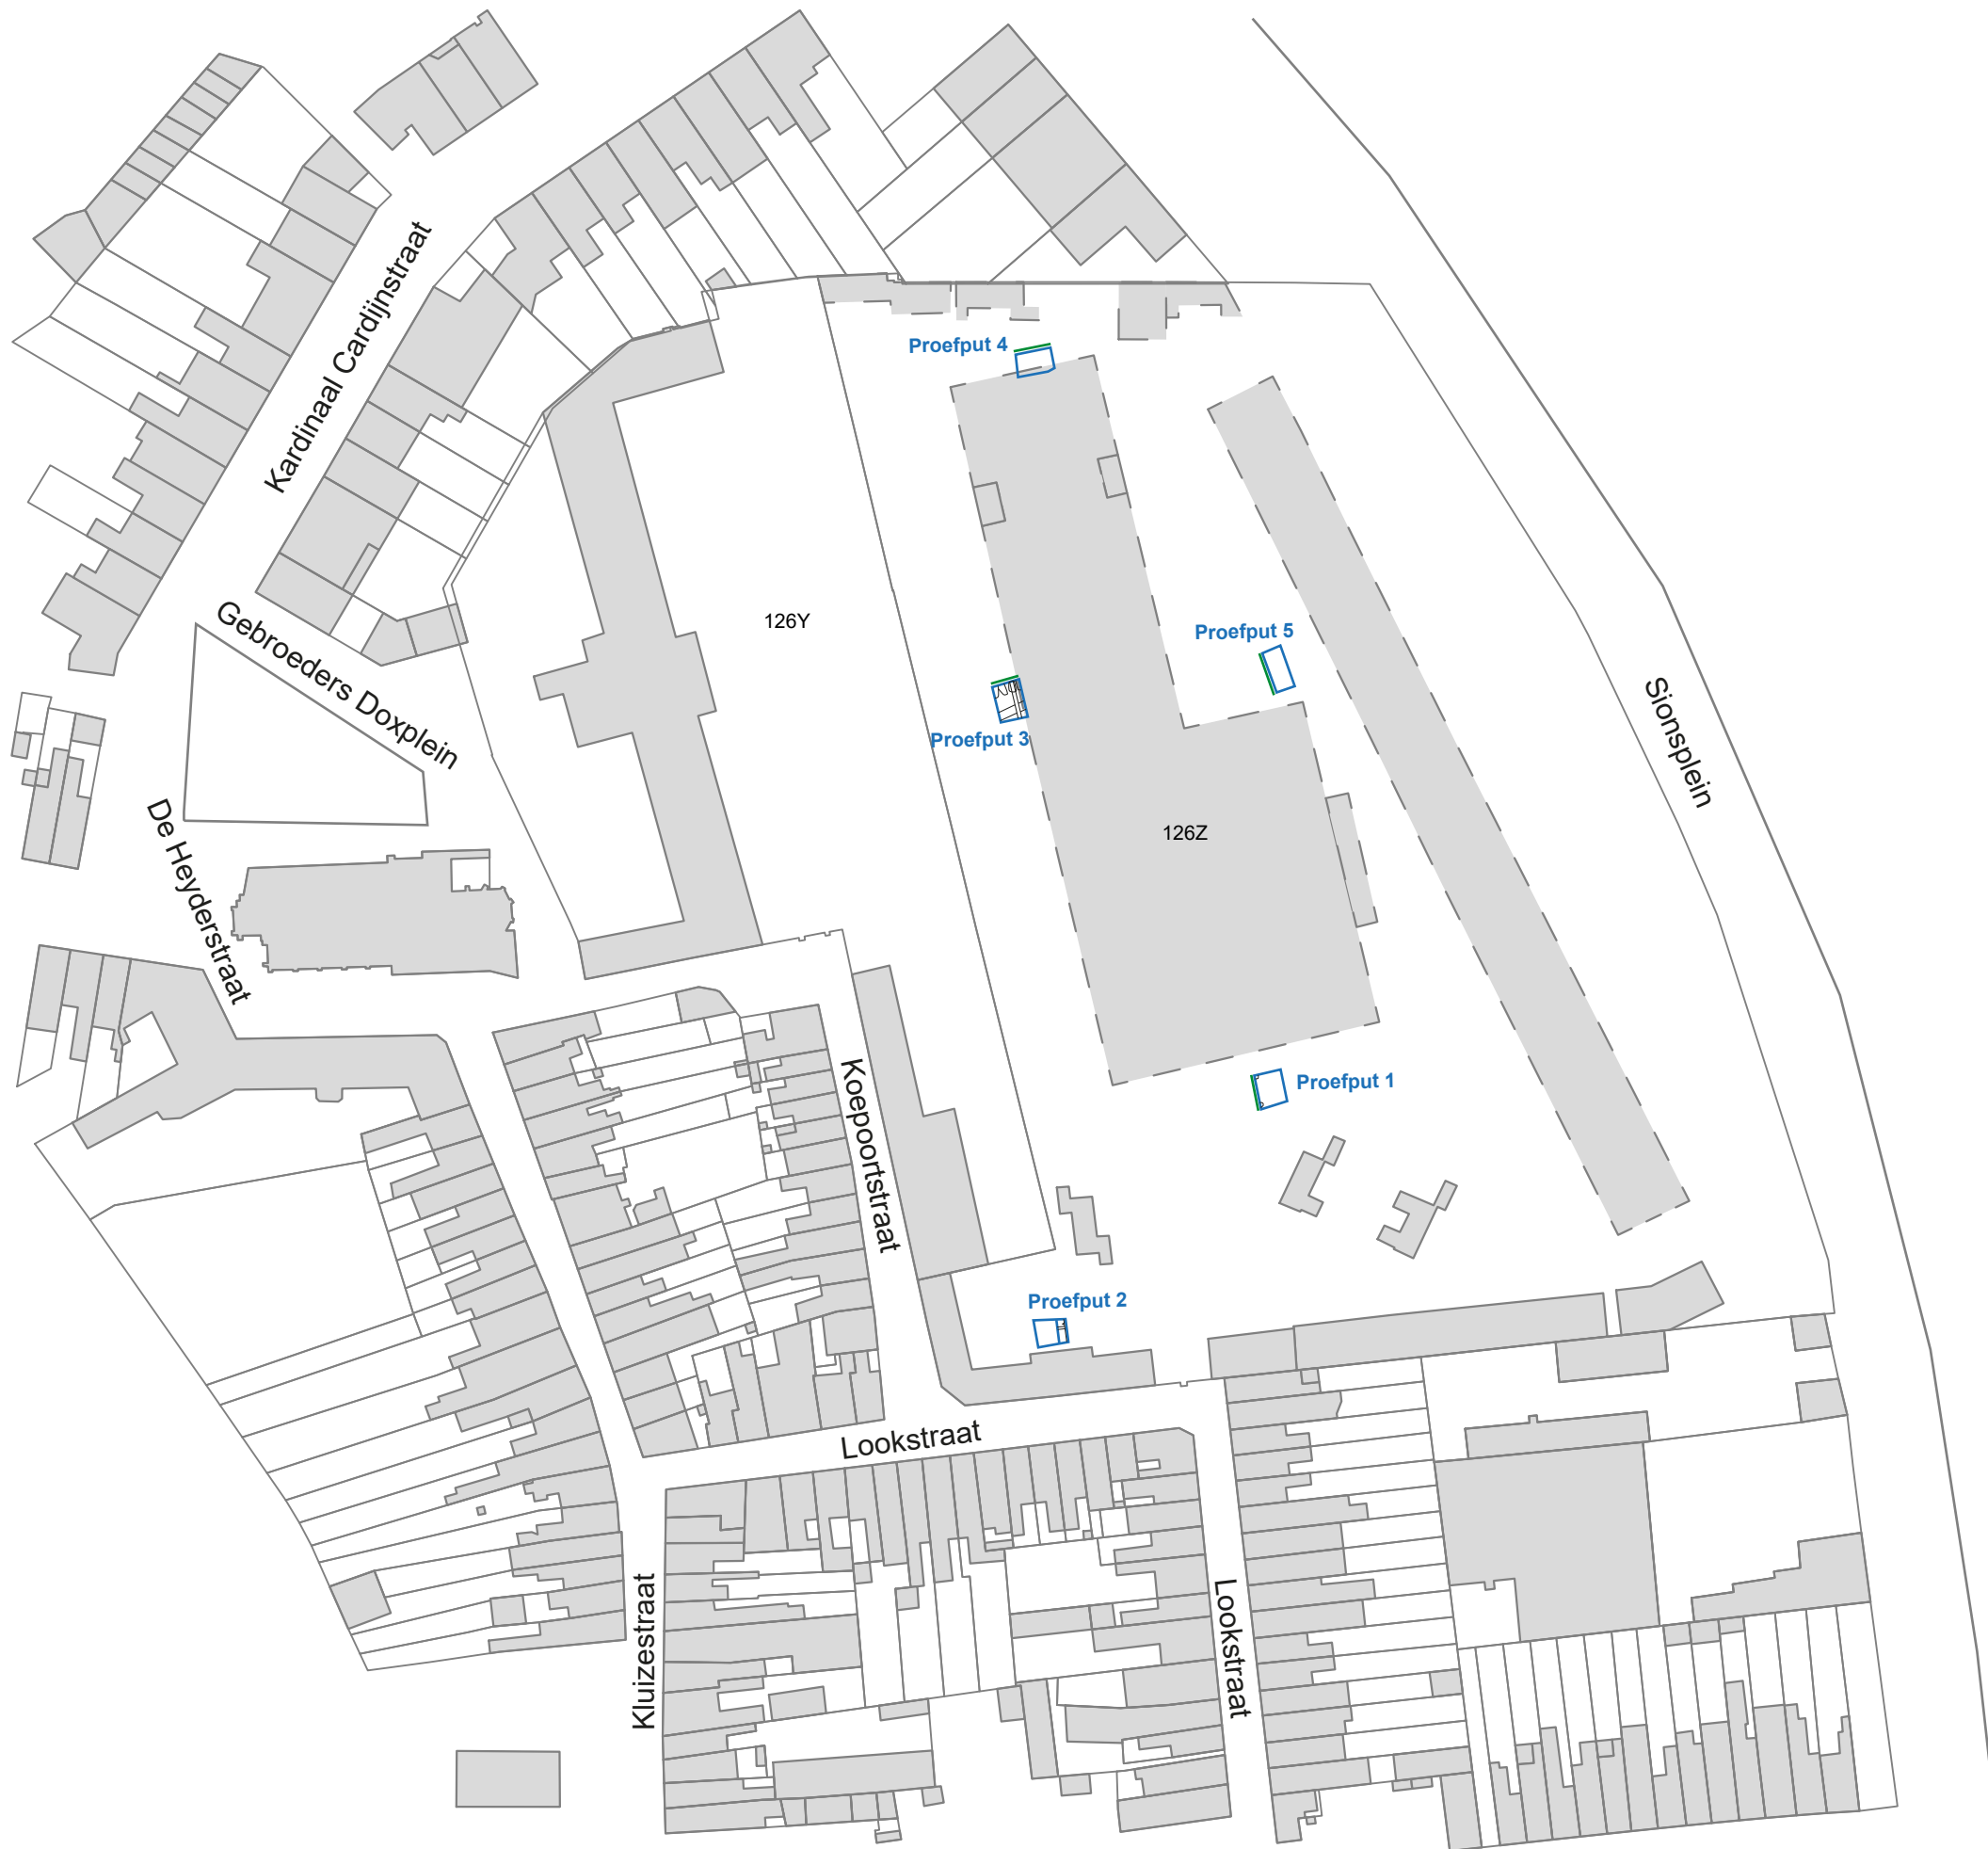 Kardinaal Cardijnstraat
Proefput 4
Gebroeders Doxplein
126Y
Proefput 5
Proefput 3
Sionsplein
De Heyderstraat
126Z
Proefput 1
Koepoortstraat
Proefput 2
Lookstraat
Kluizestraat
Lookstraat